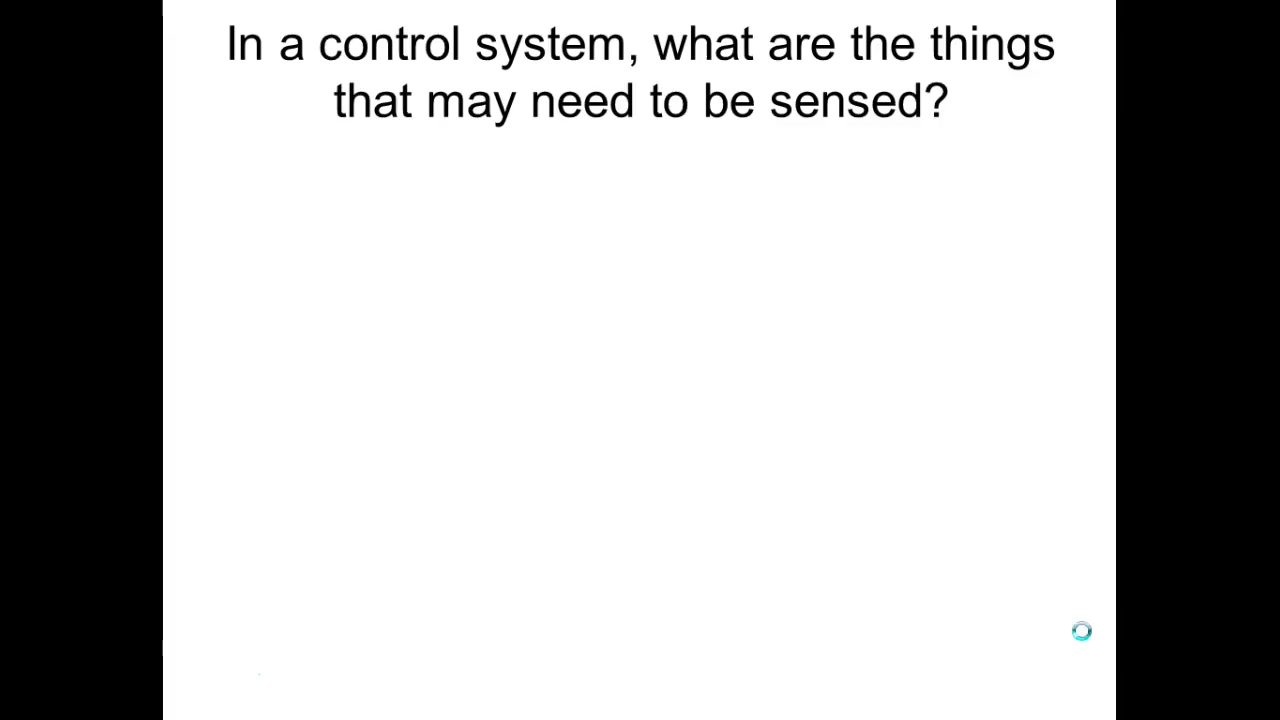 In a control system, what are the things
that may need to be sensed?